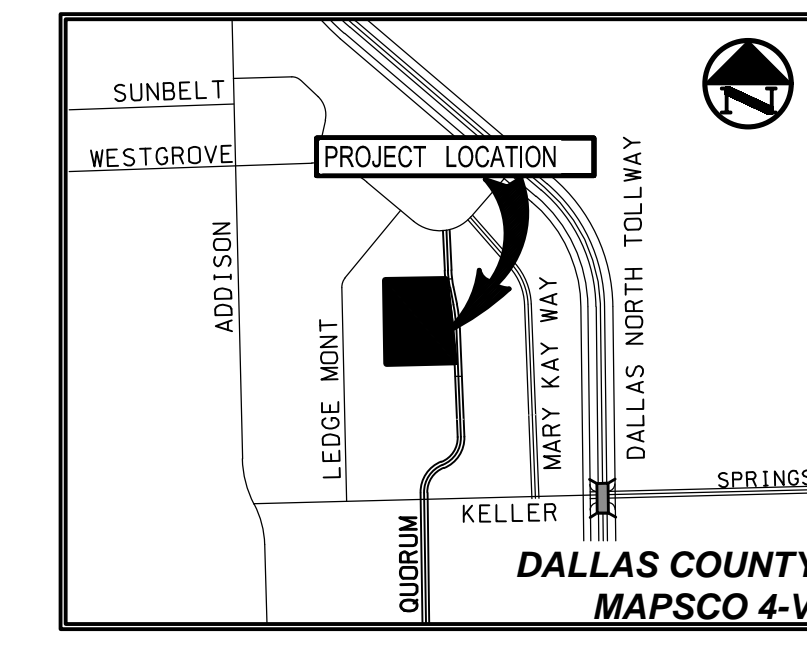 SUNBELT
WESTGROVE
PROJECT LOCATION
N
ADDISON
LEDGE MONT
MARY KAY WAY
DALLAS NORTH TOLLWAY
SPRINGS
KELLER
QUORUM
DALLAS COUNTY
MAPSCO 4-V